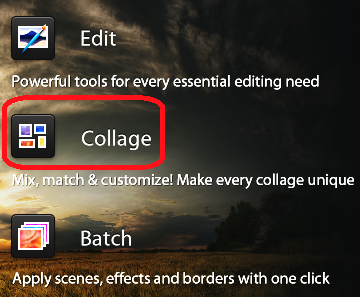 Edit
Powerful tools for every essential editing need
Collage
Mix, match & customize! Make every collage unique
Batch
Apply scenes, effects and borders with one click